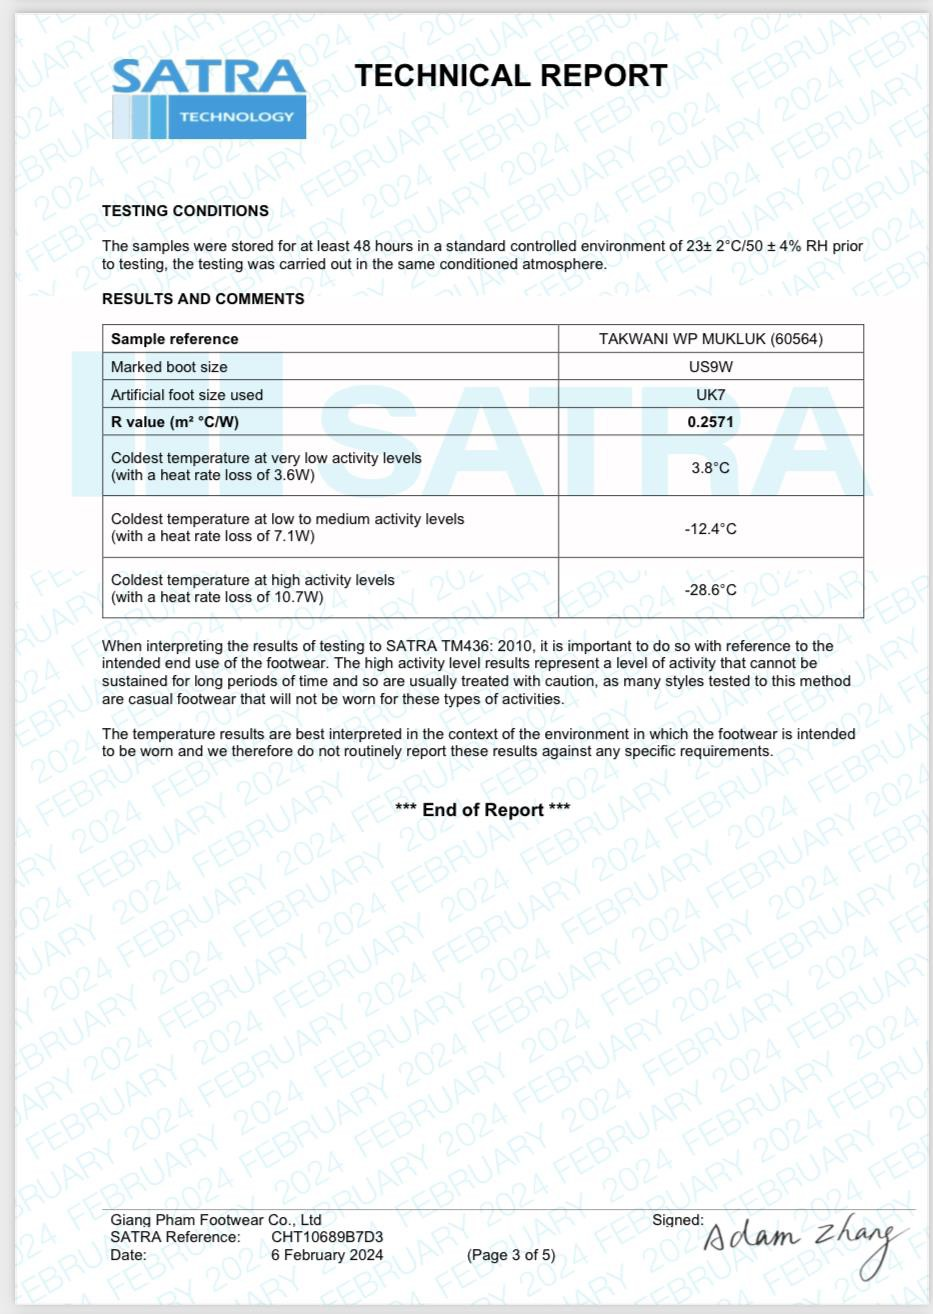 SATRA
TECHNOLOGY
TECHNICAL REPORT
TESTING CONDITIONS
The samples were stored for at least 48 hours in a standard controlled environment of 23± 2°C/50 ± 4% RH prior
to testing, the testing was carried out in the same conditioned atmosphere.
RESULTS AND COMMENTS
Sample reference TAKWANI WP MUKLUK (60564)
Marked boot size US9W
Artificial foot size used UK7
R value (m² °C/W) 0.2571
Coldest temperature at very low activity levels
(with a heat rate loss of 3.6W) 3.8°C
Coldest temperature at low to medium activity levels
(with a heat rate loss of 7.1W) -12.4°C
Coldest temperature at high activity levels
(with a heat rate loss of 10.7W) -28.6°C
SATRA
When interpreting the results of testing to SATRA TM436: 2010, it is important to do so with reference to the
intended end use of the footwear. The high activity level results represent a level of activity that cannot be
sustained for long periods of time and so are usually treated with caution, as many styles tested to this method
are casual footwear that will not be worn for these types of activities.
The temperature results are best interpreted in the context of the environment in which the footwear is intended
to be worn and we therefore do not routinely report these results against any specific requirements.
*** End of Report ***
Giang Pham Footwear Co., Ltd
SATRA Reference: CHT10689B7D3
Date: 6 February 2024 (Page 3 of 5)
Signed: Adam Zhang
FEBRUARY 2024